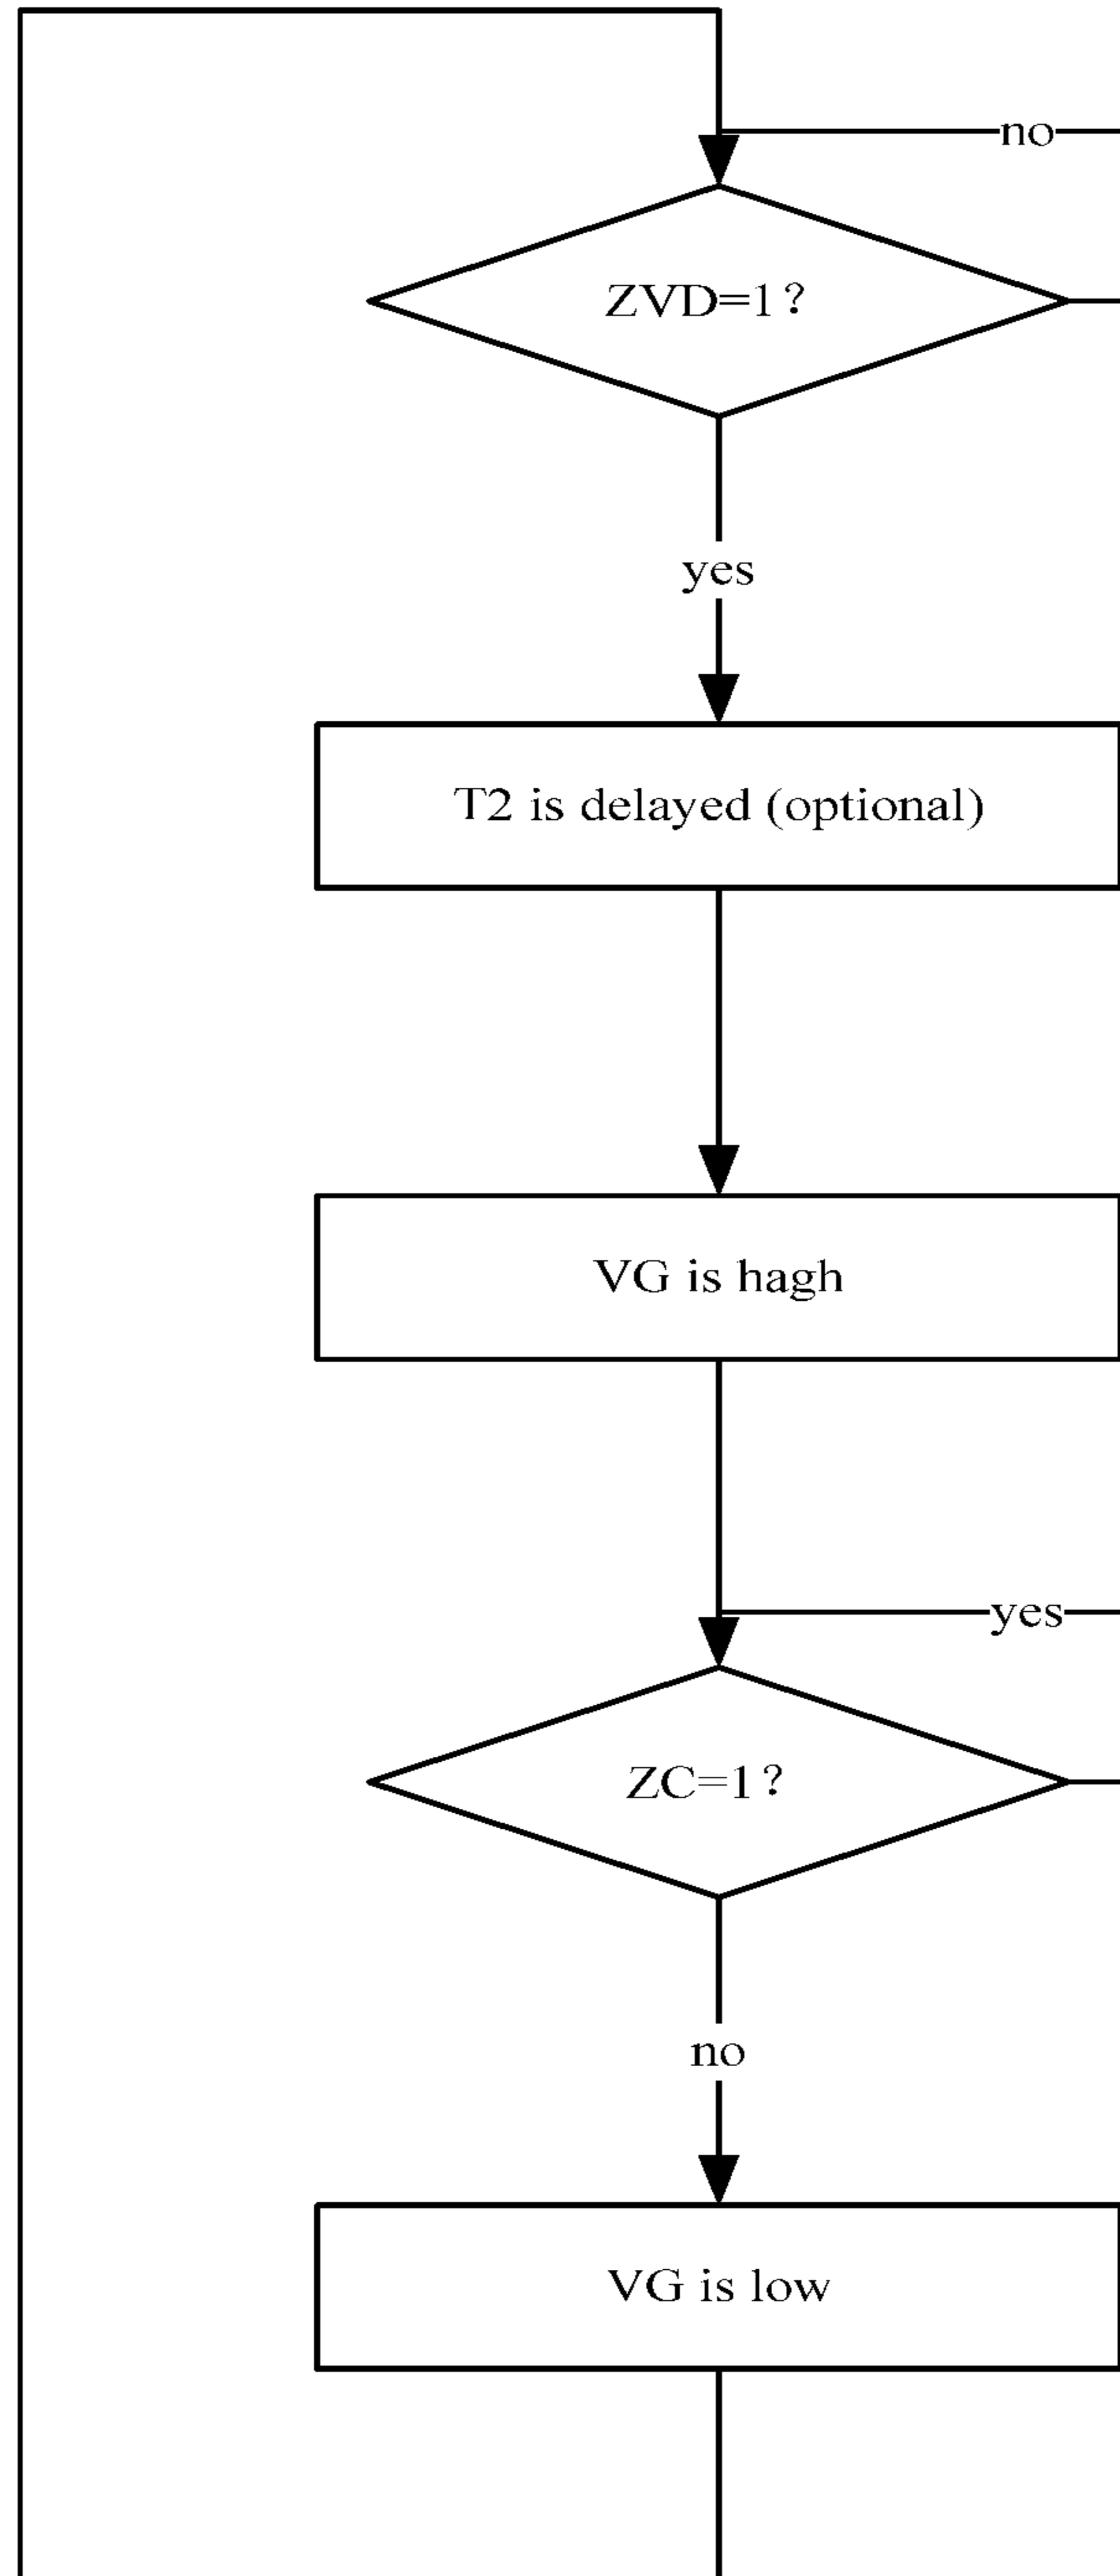 no
ZVD=1?
yes
T2 is delayed (optional)
VG is hagh
yes
ZC=1?
no
VG is low